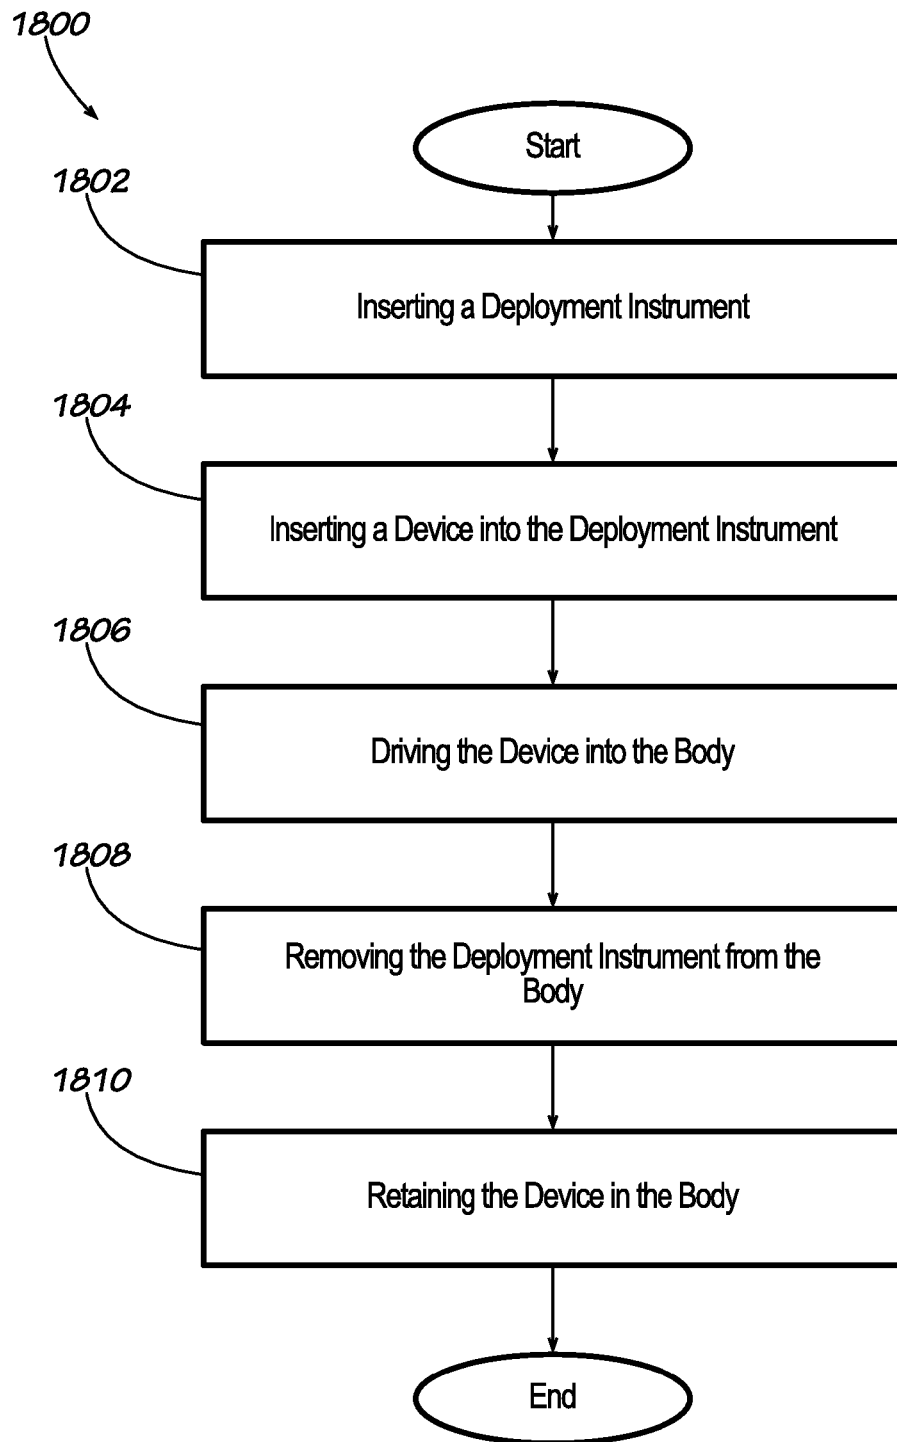 1800
Start
1802
Inserting a Deployment Instrument
1804
Inserting a Device into the Deployment Instrument
1806
Driving the Device into the Body
1808
Removing the Deployment Instrument from the
Body
1810
Retaining the Device in the Body
End